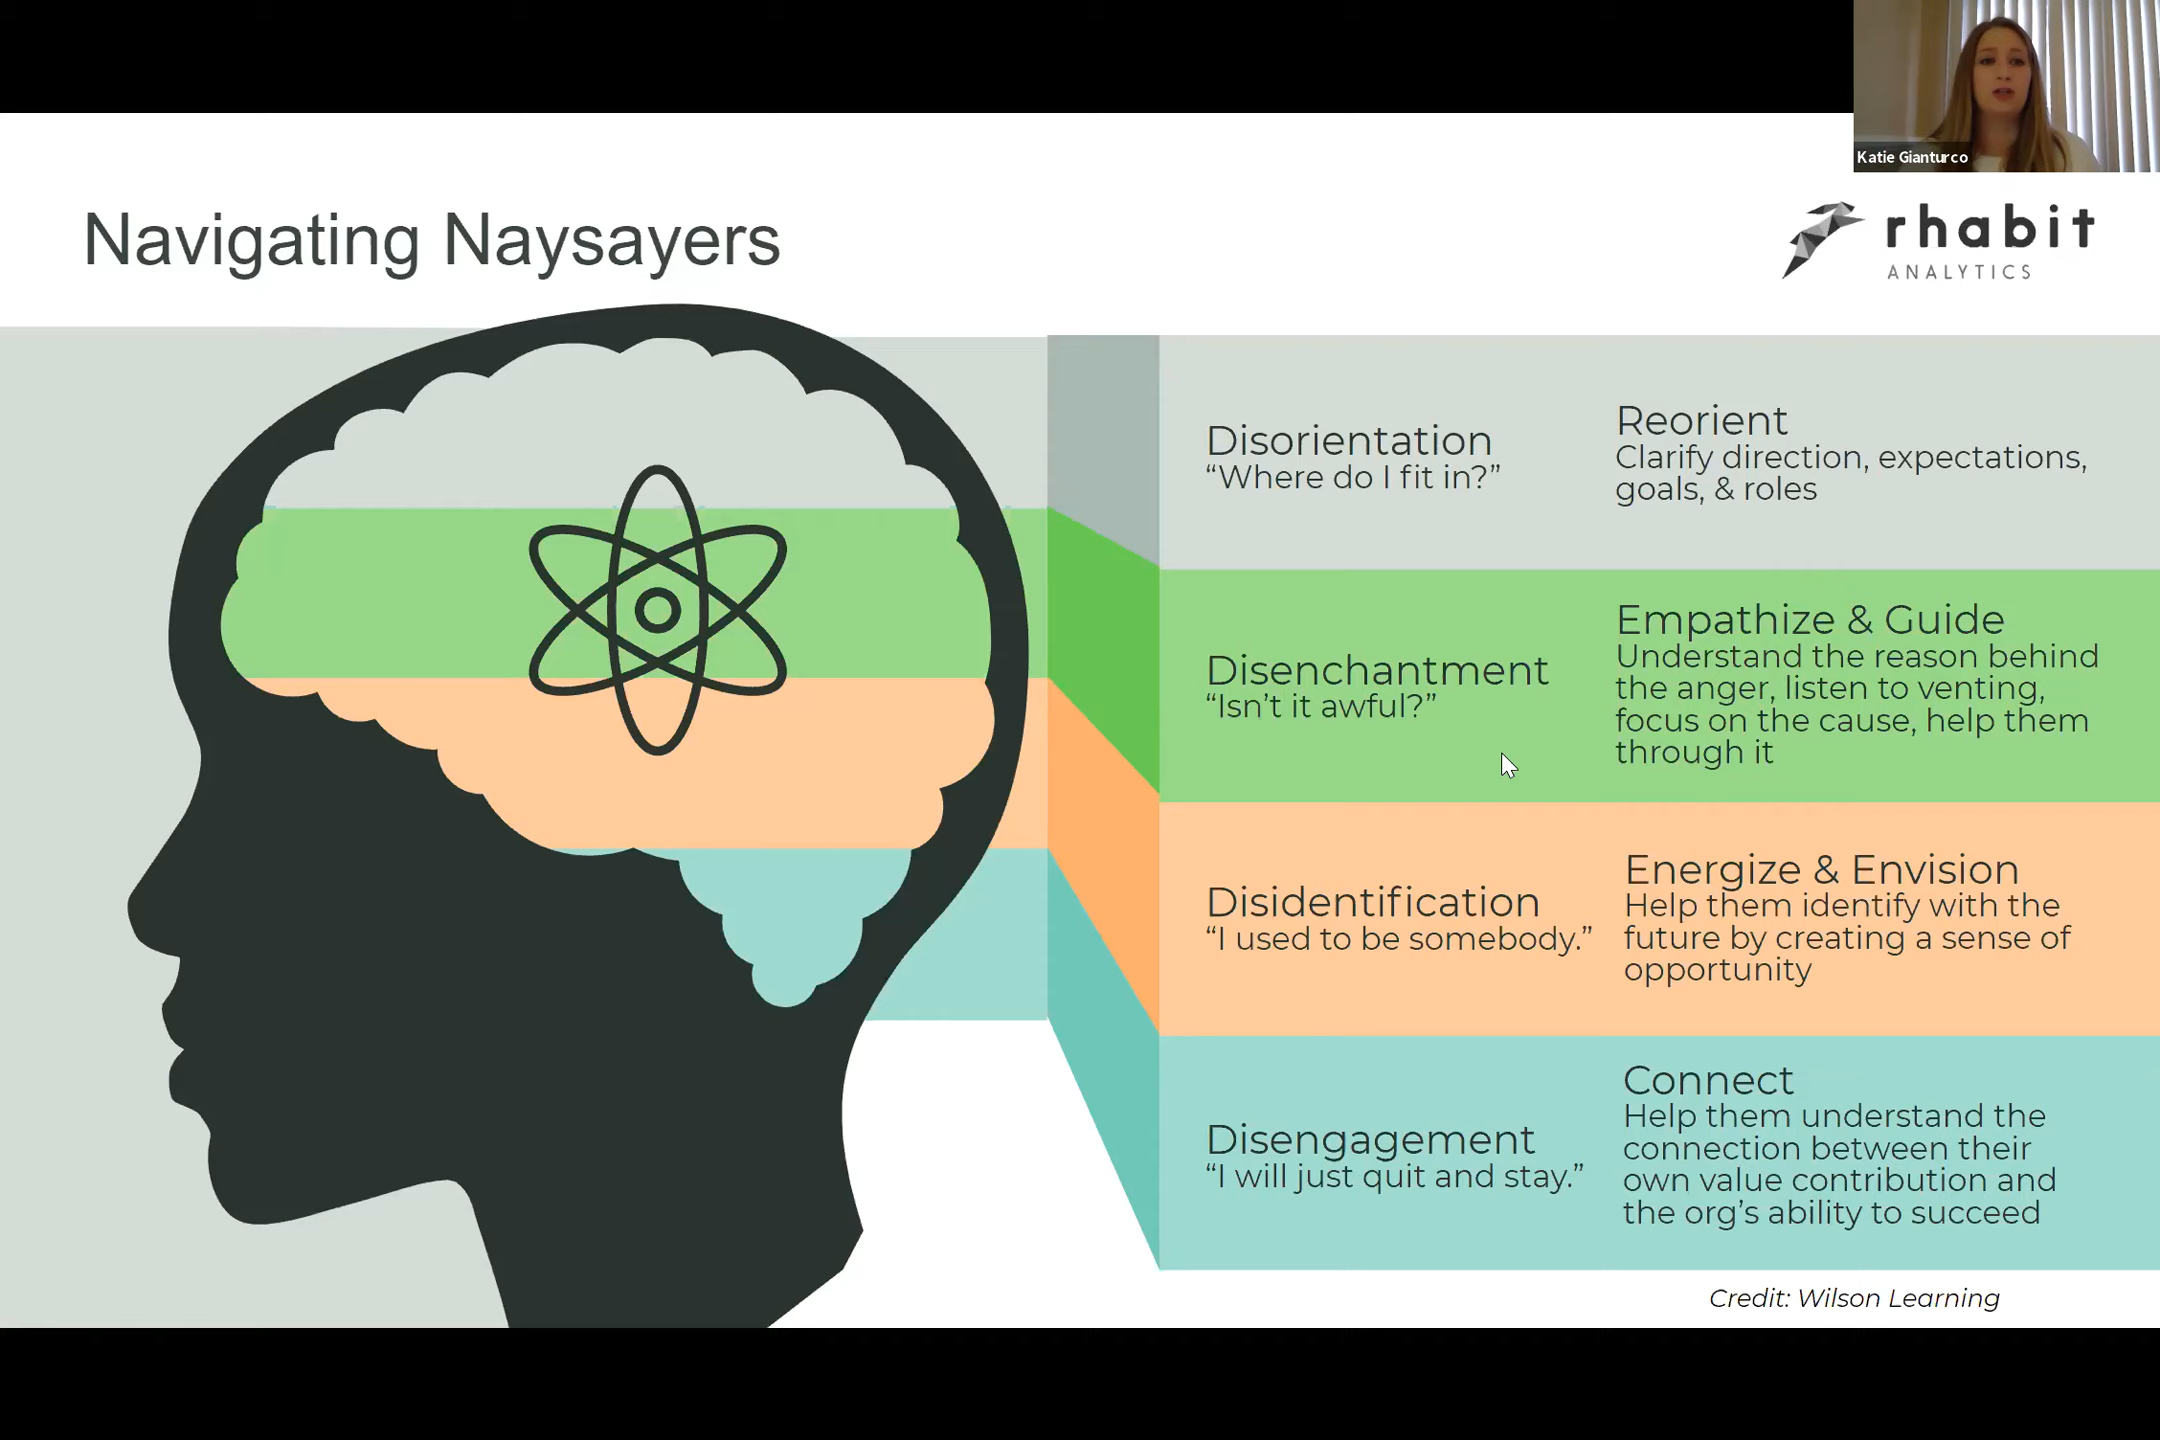 Katie Gianturco
Navigating Naysayers
rhabit
ANALYTICS
Disorientation
“Where do I fit in?”
Reorient
Clarify direction, expectations,
goals, & roles
Disenchantment
“Isn’t it awful?”
Empathize & Guide
Understand the reason behind
the anger, listen to venting,
focus on the cause, help them
through it
Disidentification
“I used to be somebody.”
Energize & Envision
Help them identify with the
future by creating a sense of
opportunity
Disengagement
“I will just quit and stay.”
Connect
Help them understand the
connection between their
own value contribution and
the org’s ability to succeed
Credit: Wilson Learning